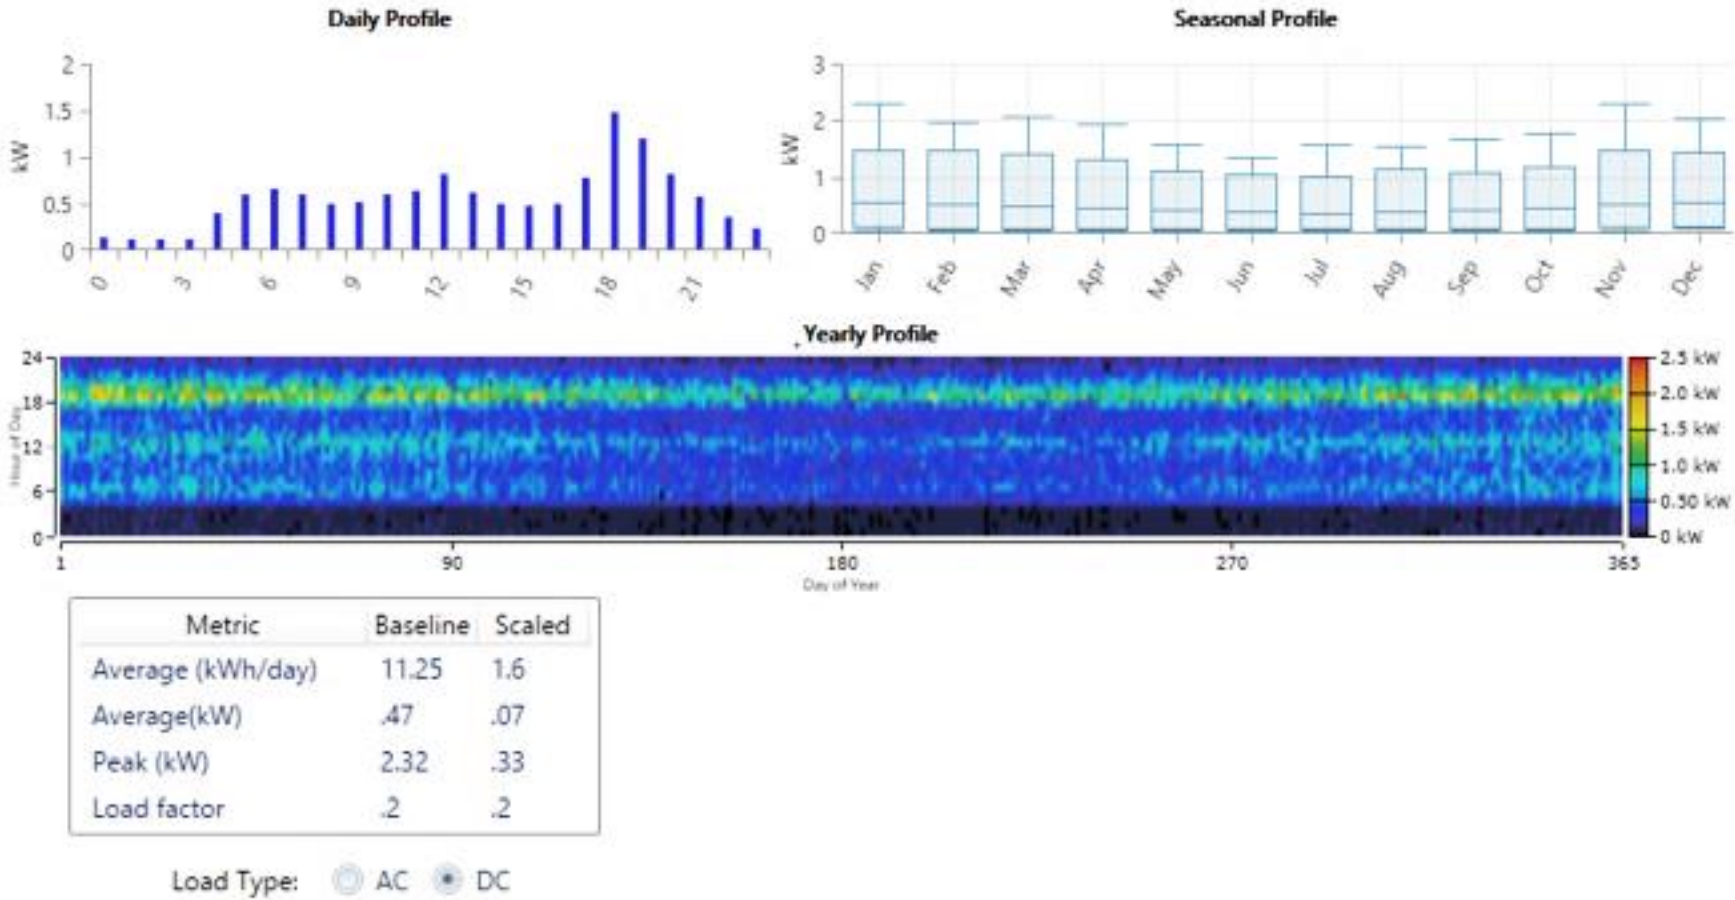 Daily Profile
Seasonal Profile
kW
2
1.5
1
0.5
0
0 3 6 9 12 15 18 21
kW
3
2
1
0
Jan Feb Mar Apr May Jun Jul Aug Sep Oct Nov Dec
Yearly Profile
Hour of Day
24
18
12
6
0
2.5 kW
2.0 kW
1.5 kW
1.0 kW
0.50 kW
0 kW
1 90 180 270 365
Day of Year
Metric Baseline Scaled
Average (kWh/day) 11.25 1.6
Average(kW) .47 .07
Peak (kW) 2.32 .33
Load factor .2 .2
Load Type: AC DC